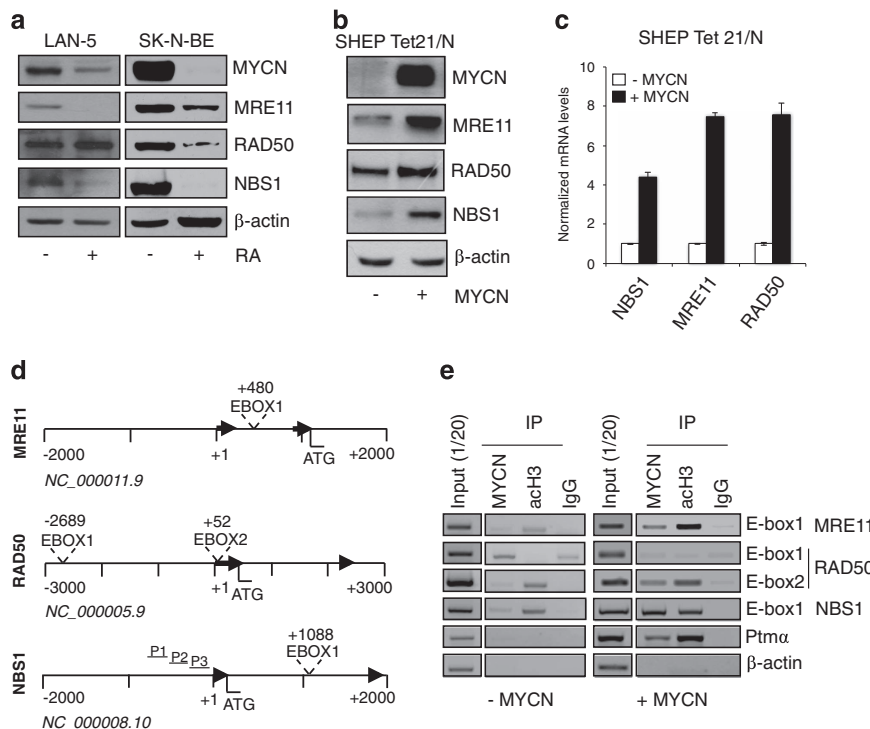 a
LAN-5 SK-N-BE
MYCN
MRE11
RAD50
NBS1
β-actin
- + - + RA
b
SHEP Tet21/N
MYCN
MRE11
RAD50
NBS1
β-actin
- + MYCN
c
SHEP Tet 21/N
- MYCN
+ MYCN
Normalized mRNA levels
10
8
6
4
2
0
NBS1 MRE11 RAD50
d
MRE11
+480
EBOX1
-2000 +1 ATG +2000
NC_000011.9
RAD50
-2689
EBOX1
+52
EBOX2
-3000 +1 ATG +3000
NC_000005.9
NBS1
P1
P2
P3
+1088
EBOX1
-2000 +1 ATG +2000
NC_000008.10
e
IP IP
Input (1/20) MYCN acH3 IgG Input (1/20) MYCN acH3 IgG
E-box1 MRE11
E-box1
RAD50
E-box2
E-box1 NBS1
Ptmα
β-actin
- MYCN + MYCN